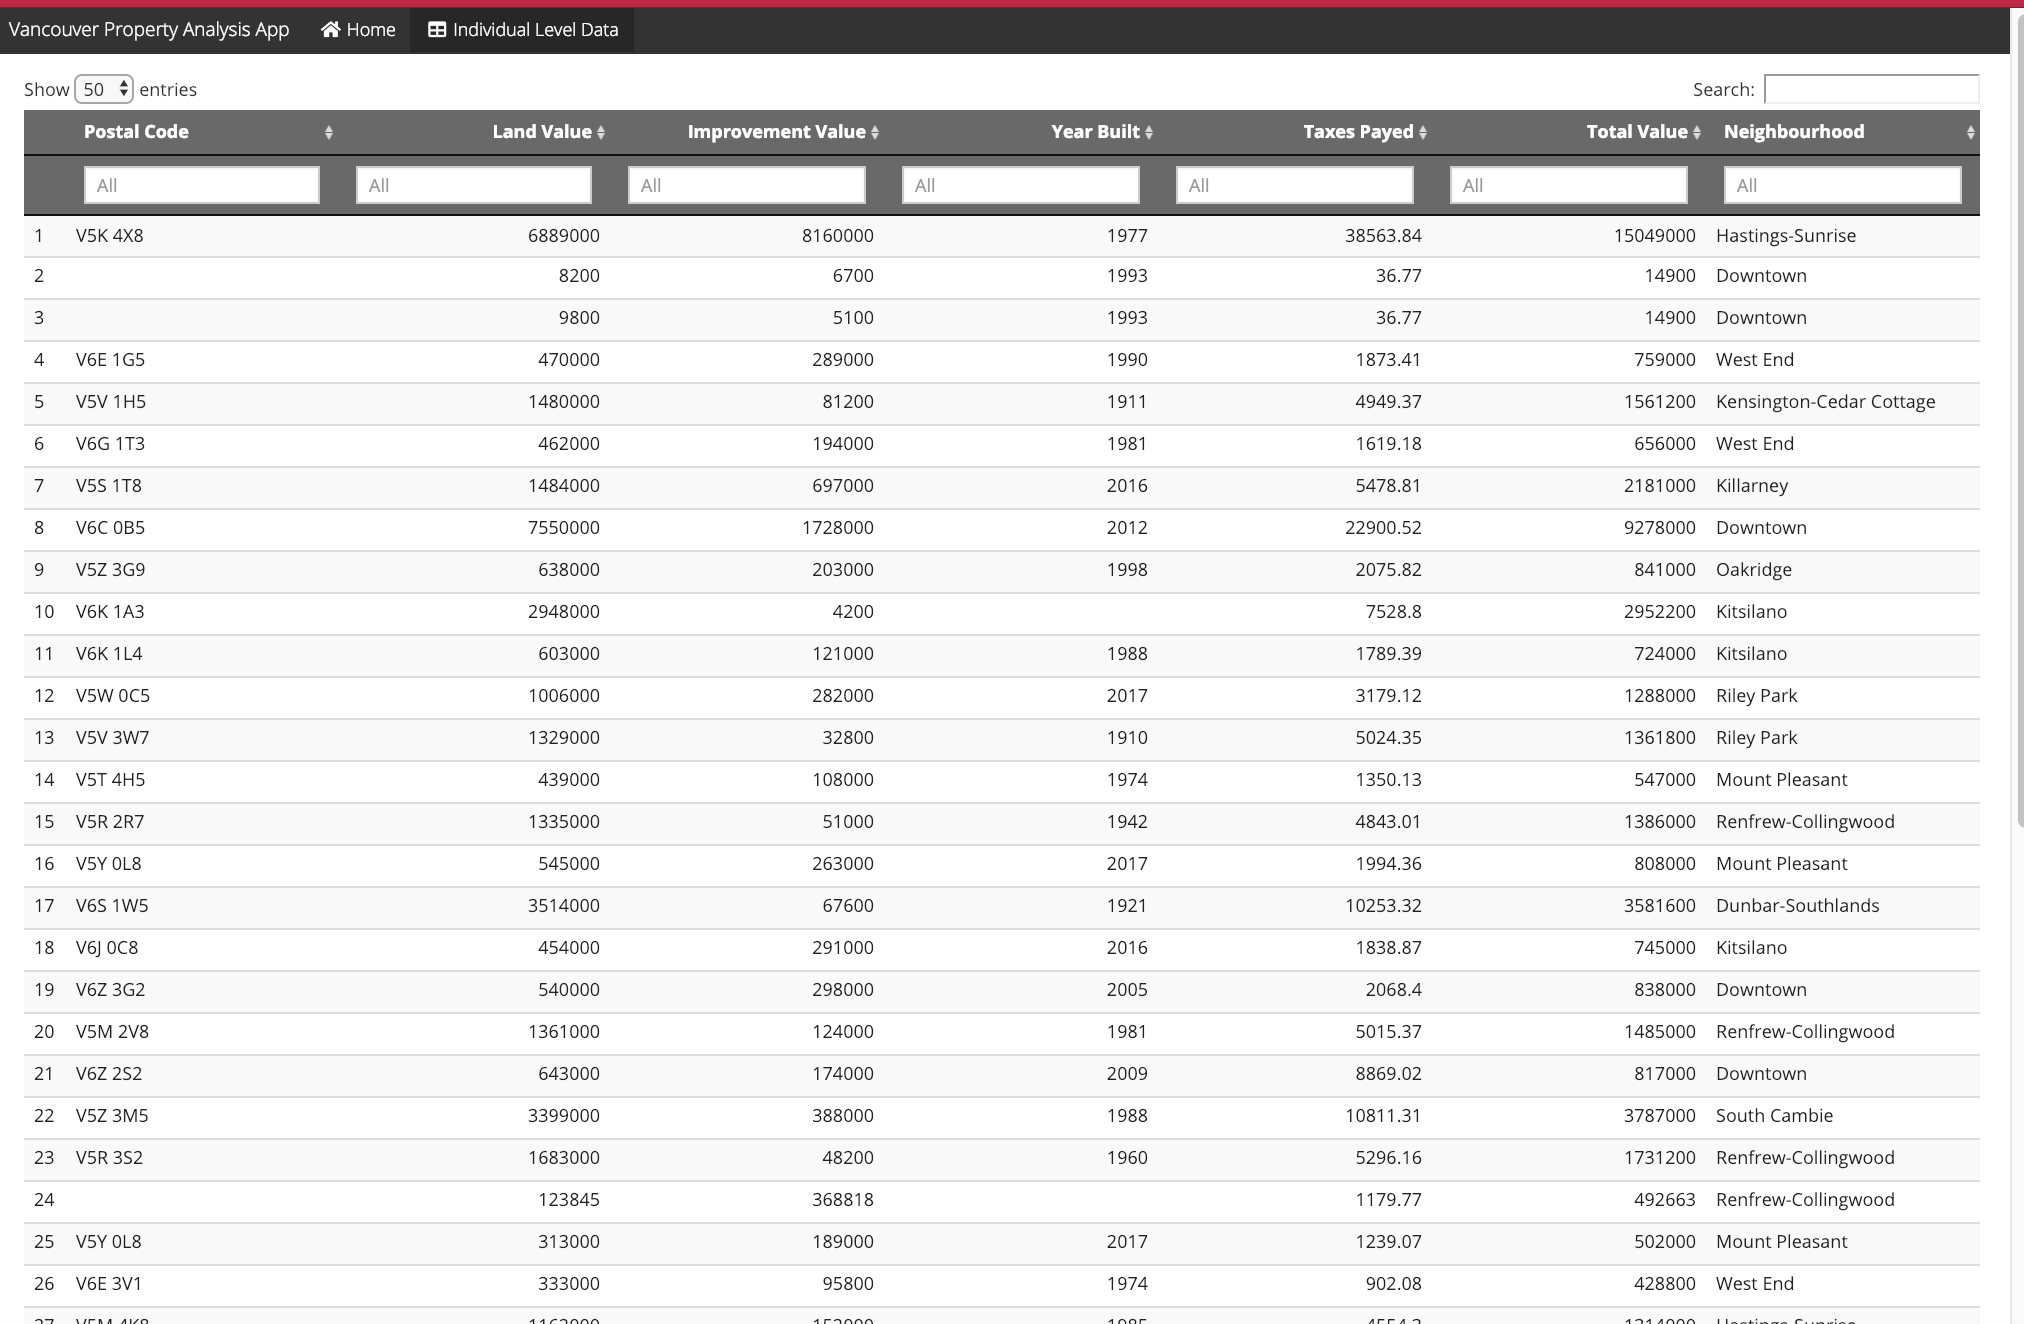 Vancouver Property Analysis App Home Individual Level Data
Show 50 entries Search:
Postal Code Land Value Improvement Value Year Built Taxes Payed Total Value Neighbourhood
All All All All All All All
1 V5K 4X8 6889000 8160000 1977 38563.84 15049000 Hastings-Sunrise
2 8200 6700 1993 36.77 14900 Downtown
3 9800 5100 1993 36.77 14900 Downtown
4 V6E 1G5 470000 289000 1990 1873.41 759000 West End
5 V5V 1H5 1480000 81200 1911 4949.37 1561200 Kensington-Cedar Cottage
6 V6G 1T3 462000 194000 1981 1619.18 656000 West End
7 V5S 1T8 1484000 697000 2016 5478.81 2181000 Killarney
8 V6C 0B5 7550000 1728000 2012 22900.52 9278000 Downtown
9 V5Z 3G9 638000 203000 1998 2075.82 841000 Oakridge
10 V6K 1A3 2948000 4200 7528.8 2952200 Kitsilano
11 V6K 1L4 603000 121000 1988 1789.39 724000 Kitsilano
12 V5W 0C5 1006000 282000 2017 3179.12 1288000 Riley Park
13 V5V 3W7 1329000 32800 1910 5024.35 1361800 Riley Park
14 V5T 4H5 439000 108000 1974 1350.13 547000 Mount Pleasant
15 V5R 2R7 1335000 51000 1942 4843.01 1386000 Renfrew-Collingwood
16 V5Y 0L8 545000 263000 2017 1994.36 808000 Mount Pleasant
17 V6S 1W5 3514000 67600 1921 10253.32 3581600 Dunbar-Southlands
18 V6J 0C8 454000 291000 2016 1838.87 745000 Kitsilano
19 V6Z 3G2 540000 298000 2005 2068.4 838000 Downtown
20 V5M 2V8 1361000 124000 1981 5015.37 1485000 Renfrew-Collingwood
21 V6Z 2S2 643000 174000 2009 8869.02 817000 Downtown
22 V5Z 3M5 3399000 388000 1988 10811.31 3787000 South Cambie
23 V5R 3S2 1683000 48200 1960 5296.16 1731200 Renfrew-Collingwood
24 123845 368818 1179.77 492663 Renfrew-Collingwood
25 V5Y 0L8 313000 189000 2017 1239.07 502000 Mount Pleasant
26 V6E 3V1 333000 95800 1974 902.08 428800 West End